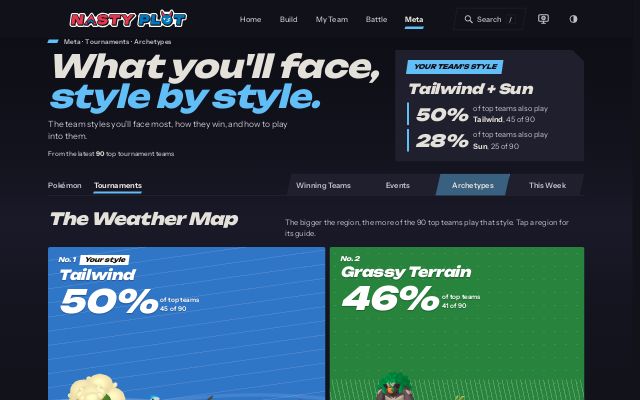 NASTY PLOT
Home
Build
My Team
Battle
Meta
Search /
Meta · Tournaments · Archetypes
What you'll face,
style by style.
The team styles you'll face most, how they win, and how to play
into them.
From the latest 90 top tournament teams
YOUR TEAM'S STYLE
Tailwind + Sun
50% of top teams also play
Tailwind, 45 of 90
28% of top teams also play
Sun, 25 of 90
Pokémon
Tournaments
Winning Teams
Events
Archetypes
This Week
The Weather Map
The bigger the region, the more of the 90 top teams play that style. Tap a region for
its guide.
No. 1 Your style
Tailwind
50% of top teams
45 of 90
No. 2
Grassy Terrain
46% of top teams
41 of 90